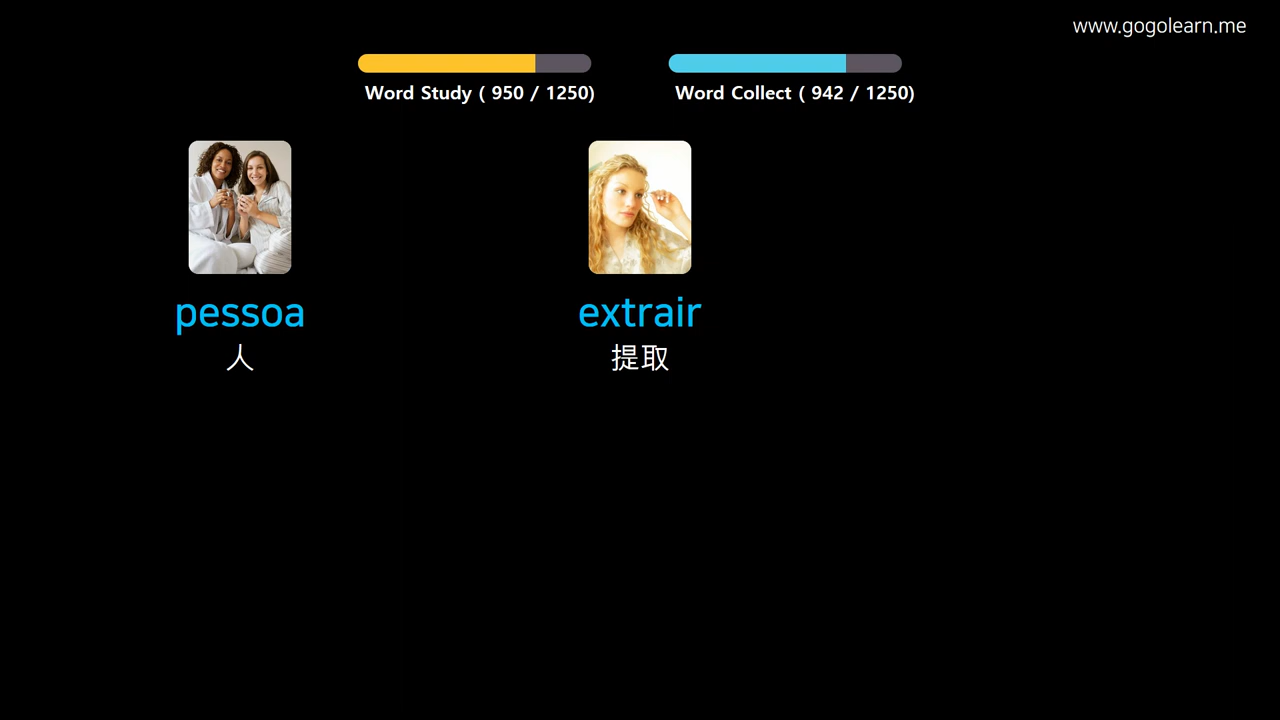 www.gogolearn.me
Word Study ( 950 / 1250)
Word Collect ( 942 / 1250)
pessoa
人
extrair
提取